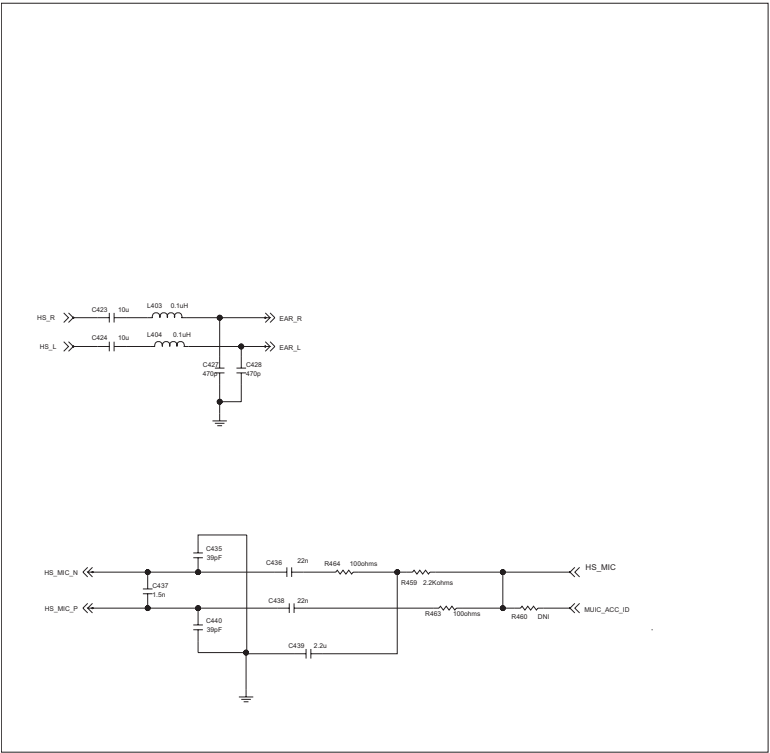 C423 10u L403 0.1uH
HS_R EAR_R
C424 10u L404 0.1uH
HS_L EAR_L
C427 C428
470p 470p
C435
39pF
C436 22n R464 100ohms
HS_MIC_N HS_MIC
R459 2.2Kohms
C437
1.5n
C438 22n
HS_MIC_P MUIC_ACC_ID
R463 100ohms R460 DNI
C440
39pF
C439 2.2u